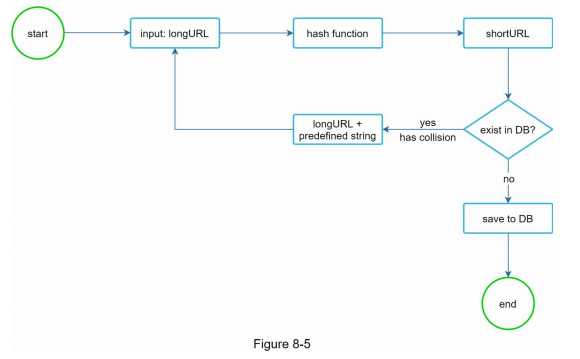 start
input: longURL
hash function
shortURL
longURL +
predefined string
yes
has collision
exist in DB?
no
save to DB
end
Figure 8-5